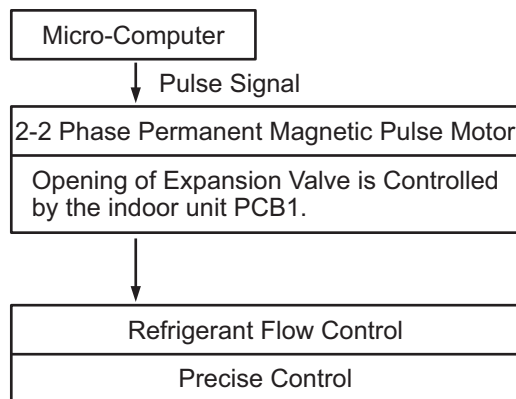 Micro-Computer
Pulse Signal
2-2 Phase Permanent Magnetic Pulse Motor
Opening of Expansion Valve is Controlled
by the indoor unit PCB1.
Refrigerant Flow Control
Precise Control